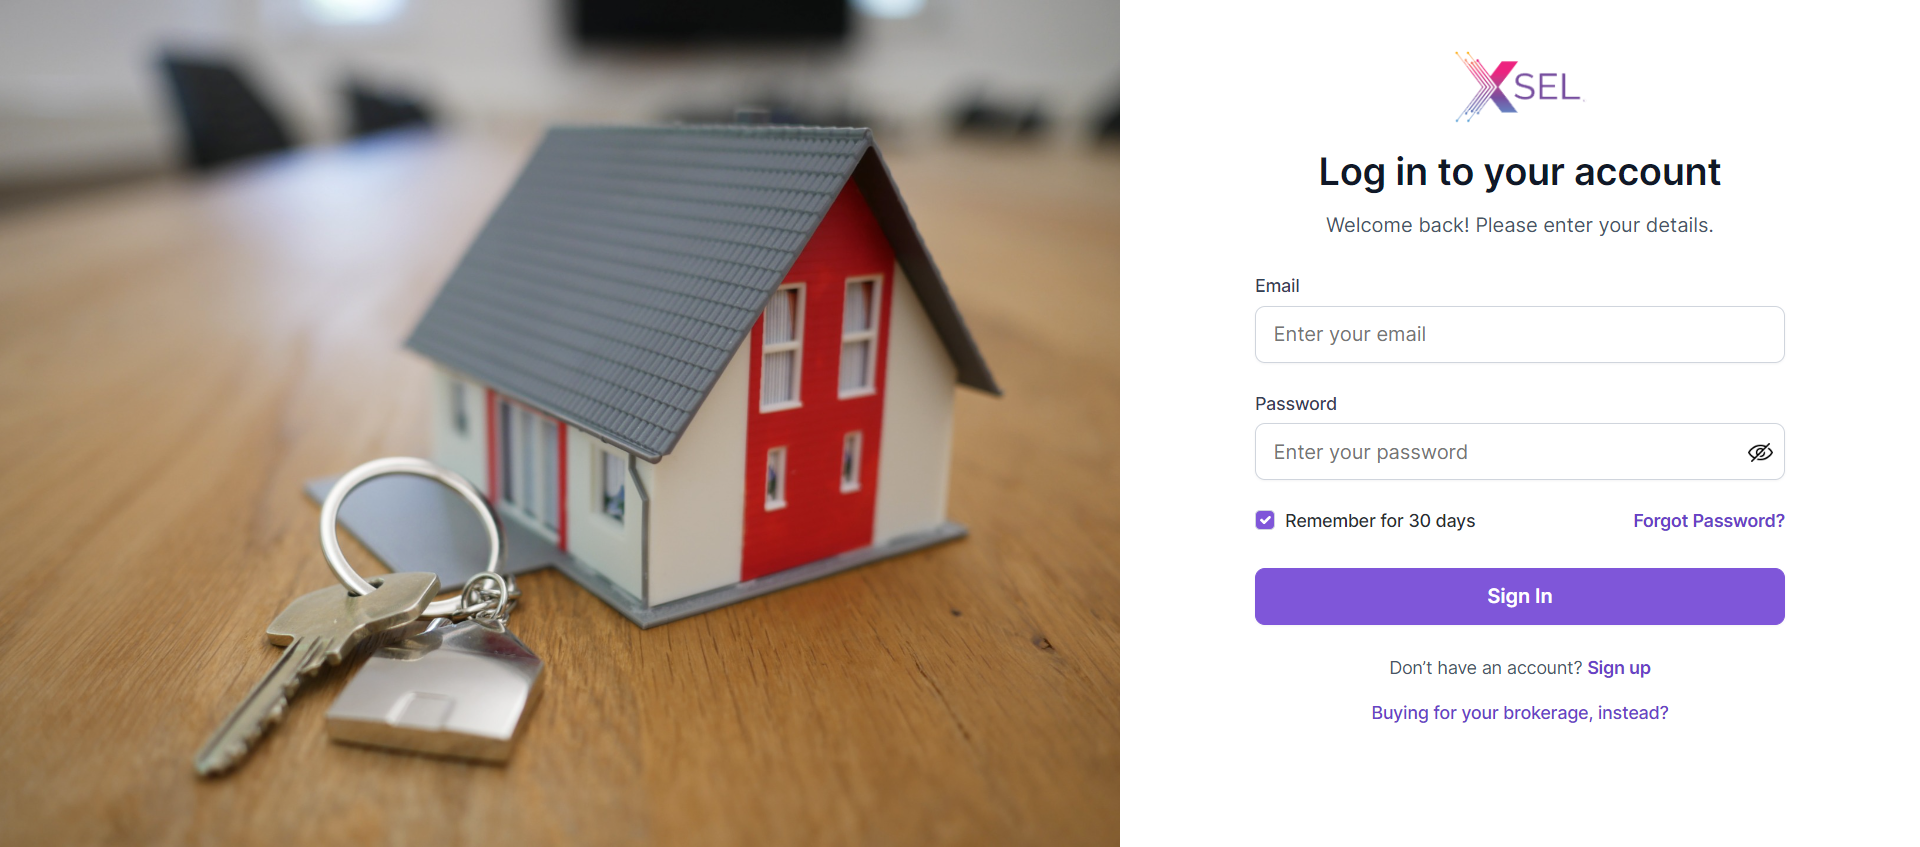 XSEL
Log in to your account
Welcome back! Please enter your details.
Email
Enter your email
Password
Enter your password
Remember for 30 days
Forgot Password?
Sign In
Don’t have an account? Sign up
Buying for your brokerage, instead?